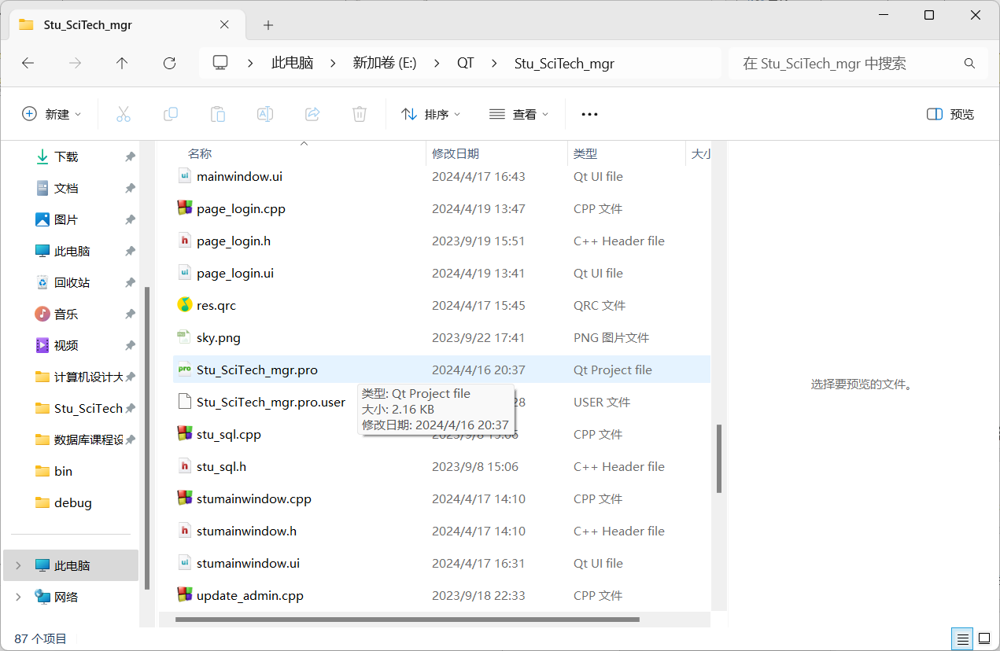 Stu_SciTech_mgr
此电脑 新加卷 (E:) QT Stu_SciTech_mgr
在 Stu_SciTech_mgr 中搜索
新建 排序 查看 预览
下载
文档
图片
此电脑
回收站
音乐
视频
计算机设计大
Stu_SciTech
数据库课程设
bin
debug
此电脑
网络
名称 修改日期 类型 大小
mainwindow.ui 2024/4/17 16:43 Qt UI file
page_login.cpp 2024/4/19 13:47 CPP 文件
page_login.h 2023/9/19 15:51 C++ Header file
page_login.ui 2024/4/19 13:41 Qt UI file
res.qrc 2024/4/17 15:45 QRC 文件
sky.png 2023/9/22 17:41 PNG 图片文件
Stu_SciTech_mgr.pro 2024/4/16 20:37 Qt Project file
Stu_SciTech_mgr.pro.user 28 USER 文件
stu_sql.cpp 2023/9/8 15:06 CPP 文件
stu_sql.h 2023/9/8 15:06 C++ Header file
stumainwindow.cpp 2024/4/17 14:10 CPP 文件
stumainwindow.h 2024/4/17 14:10 C++ Header file
stumainwindow.ui 2024/4/17 16:31 Qt UI file
update_admin.cpp 2023/9/18 22:33 CPP 文件
类型: Qt Project file
大小: 2.16 KB
修改日期: 2024/4/16 20:37
选择要预览的文件。
87 个项目